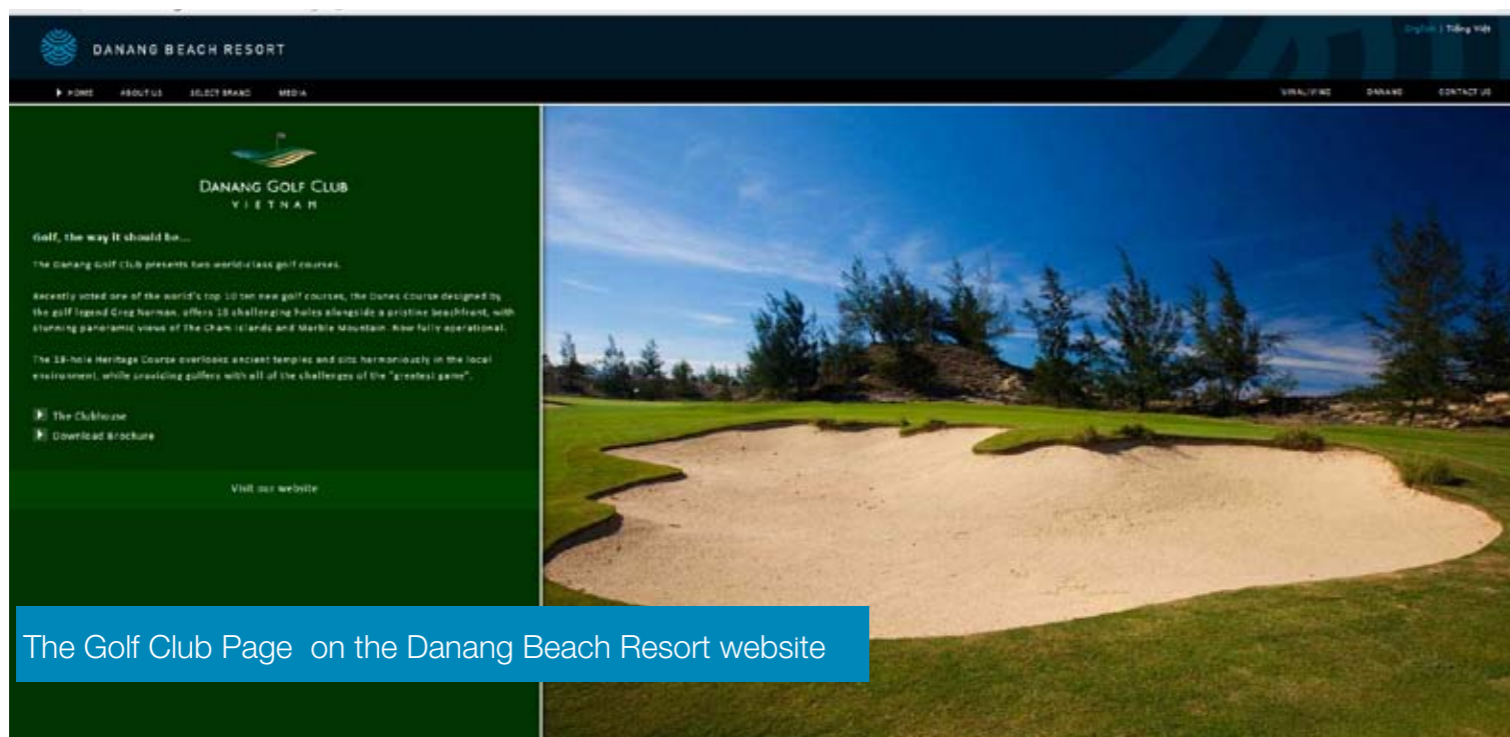 DANANG BEACH RESORT
English | Tiếng Việt
HOME ABOUT US SELECT BRAND MEDIA
VINALIVING DANANG CONTACT US
DANANG GOLF CLUB
VIETNAM
Golf, the way it should be...
The Danang Golf Club presents two world-class golf courses.
Recently voted one of the world's top 10 ten new golf courses, the Dunes Course designed by
the golf legend Greg Norman, offers 18 challenging holes alongside a pristine beachfront, with
stunning panoramic views of The Cham Islands and Marble Mountain. Now fully operational.
The 18-hole Heritage Course overlooks ancient temples and sits harmoniously in the local
environment, while providing golfers with all of the challenges of the "greatest game".
The Clubhouse
Download Brochure
Visit our website
The Golf Club Page on the Danang Beach Resort website